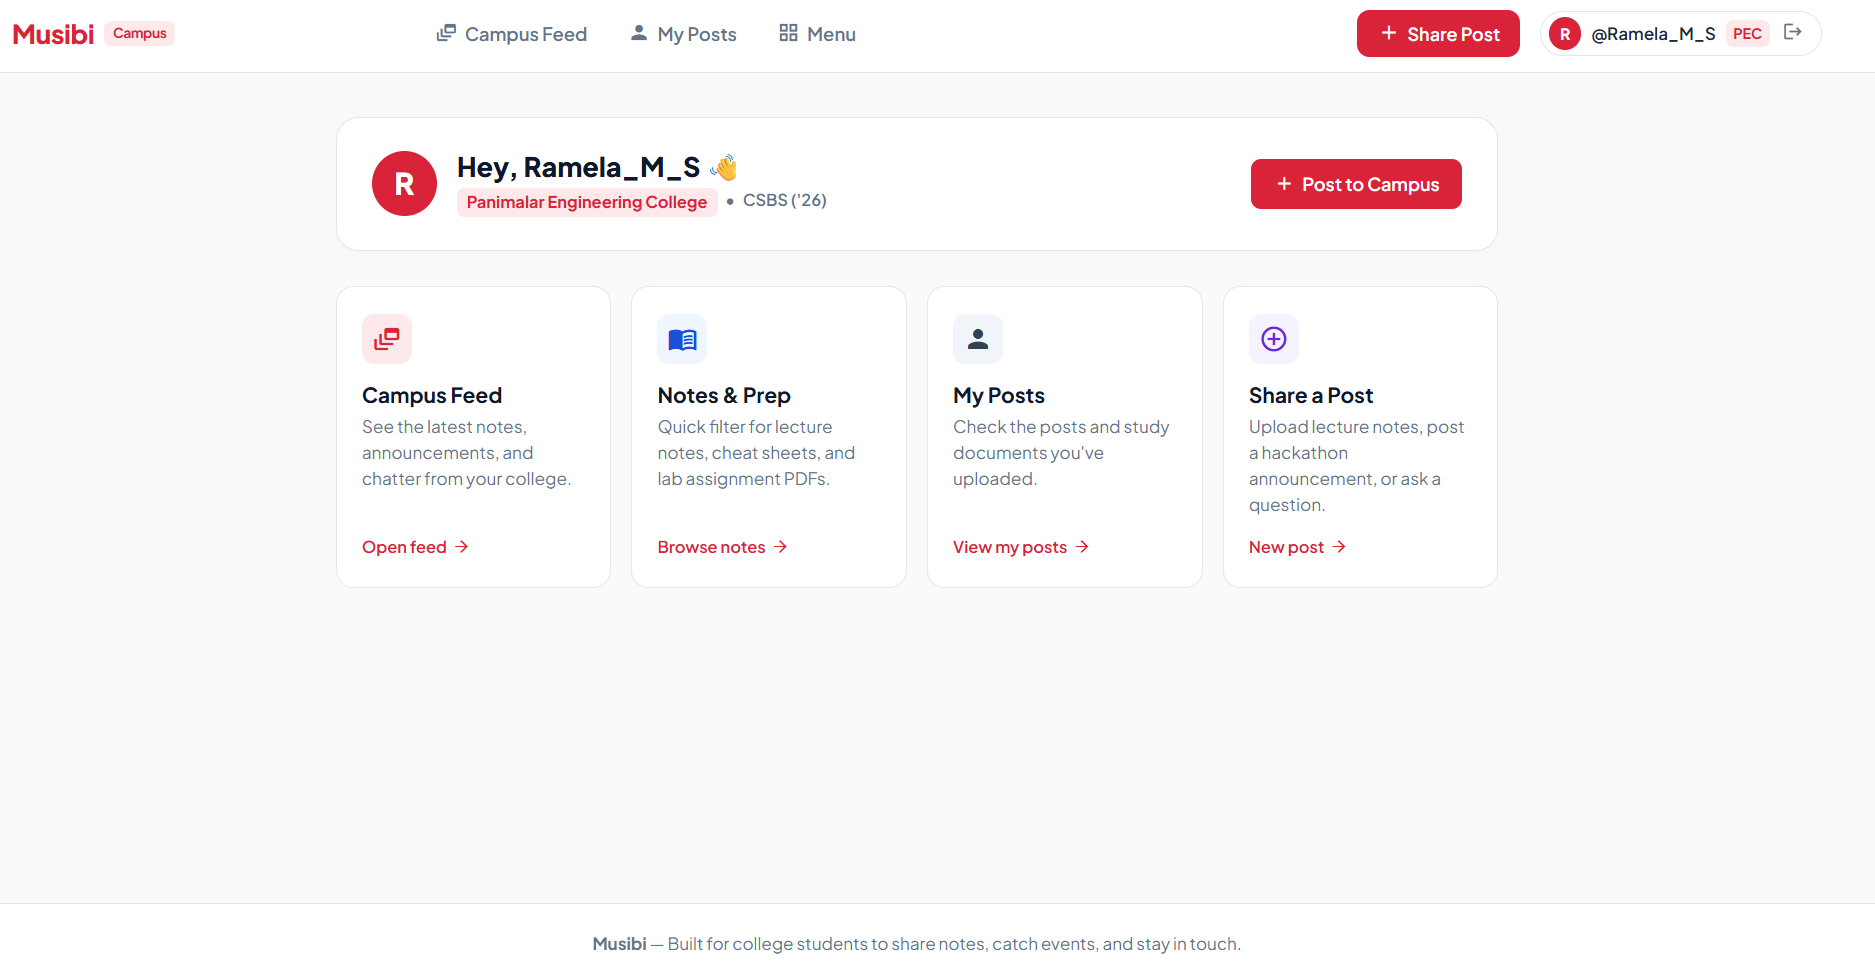 Musibi Campus
Campus Feed My Posts Menu
+ Share Post
R @Ramela_M_S PEC
R
Hey, Ramela_M_S 👋
Panimalar Engineering College • CSBS ('26)
+ Post to Campus
Campus Feed
See the latest notes,
announcements, and
chatter from your college.
Open feed →
Notes & Prep
Quick filter for lecture
notes, cheat sheets, and
lab assignment PDFs.
Browse notes →
My Posts
Check the posts and study
documents you've
uploaded.
View my posts →
Share a Post
Upload lecture notes, post
a hackathon
announcement, or ask a
question.
New post →
Musibi — Built for college students to share notes, catch events, and stay in touch.